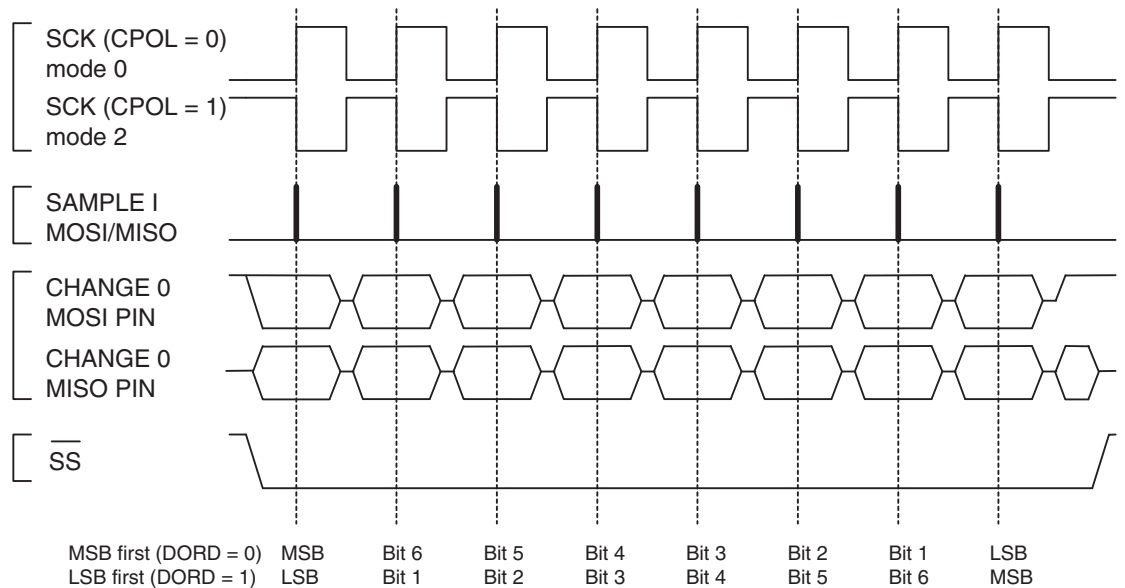 SCK (CPOL = 0)
mode 0
SCK (CPOL = 1)
mode 2
SAMPLE I
MOSI/MISO
CHANGE 0
MOSI PIN
CHANGE 0
MISO PIN
SS
MSB first (DORD = 0) MSB Bit 6 Bit 5 Bit 4 Bit 3 Bit 2 Bit 1 LSB
LSB first (DORD = 1) LSB Bit 1 Bit 2 Bit 3 Bit 4 Bit 5 Bit 6 MSB